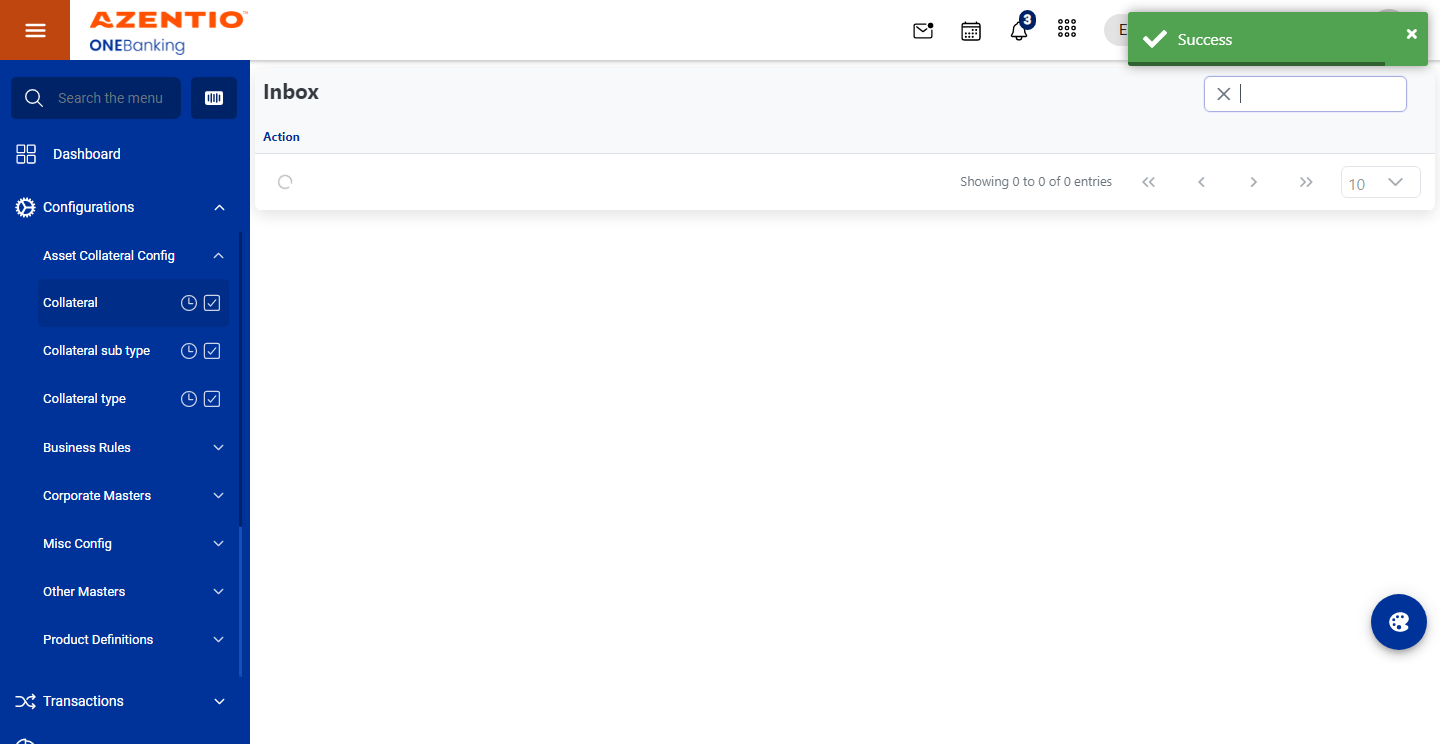 AZENTIO™
ONEBanking
3
E
Success
Search the menu
Inbox
Action
Dashboard
Showing 0 to 0 of 0 entries
10
Configurations
Asset Collateral Config
Collateral
Collateral sub type
Collateral type
Business Rules
Corporate Masters
Misc Config
Other Masters
Product Definitions
Transactions